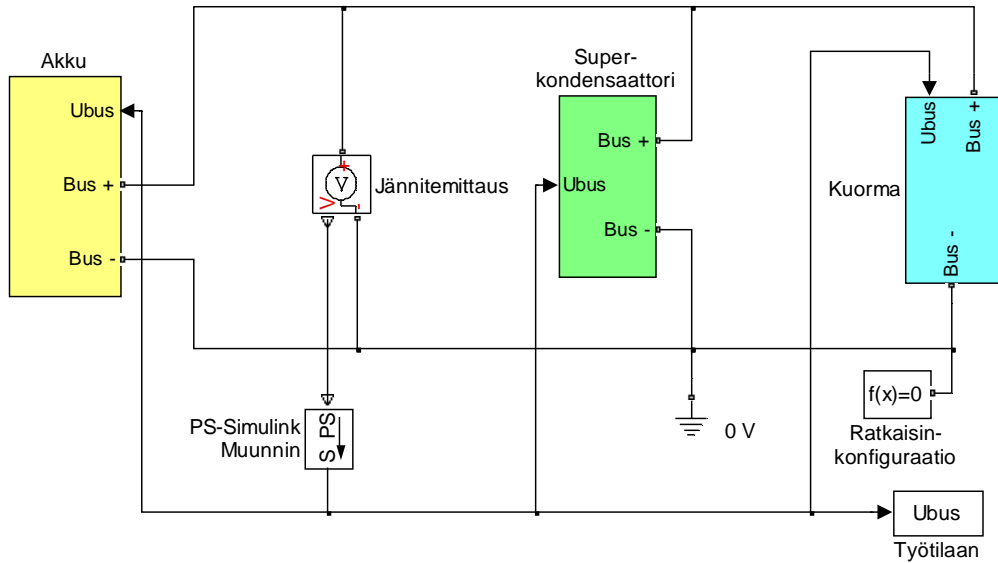 Akku
Ubus
Bus +
Bus -
V
V
+
-
Jännitemittaus
PS-Simulink
Muunnin
S PS
Super-
kondensaattori
Bus +
Ubus
Bus -
0 V
Kuorma
Ubus
Bus +
Bus -
f(x)=0
Ratkaisin-
konfiguraatio
Ubus
Työtilaan